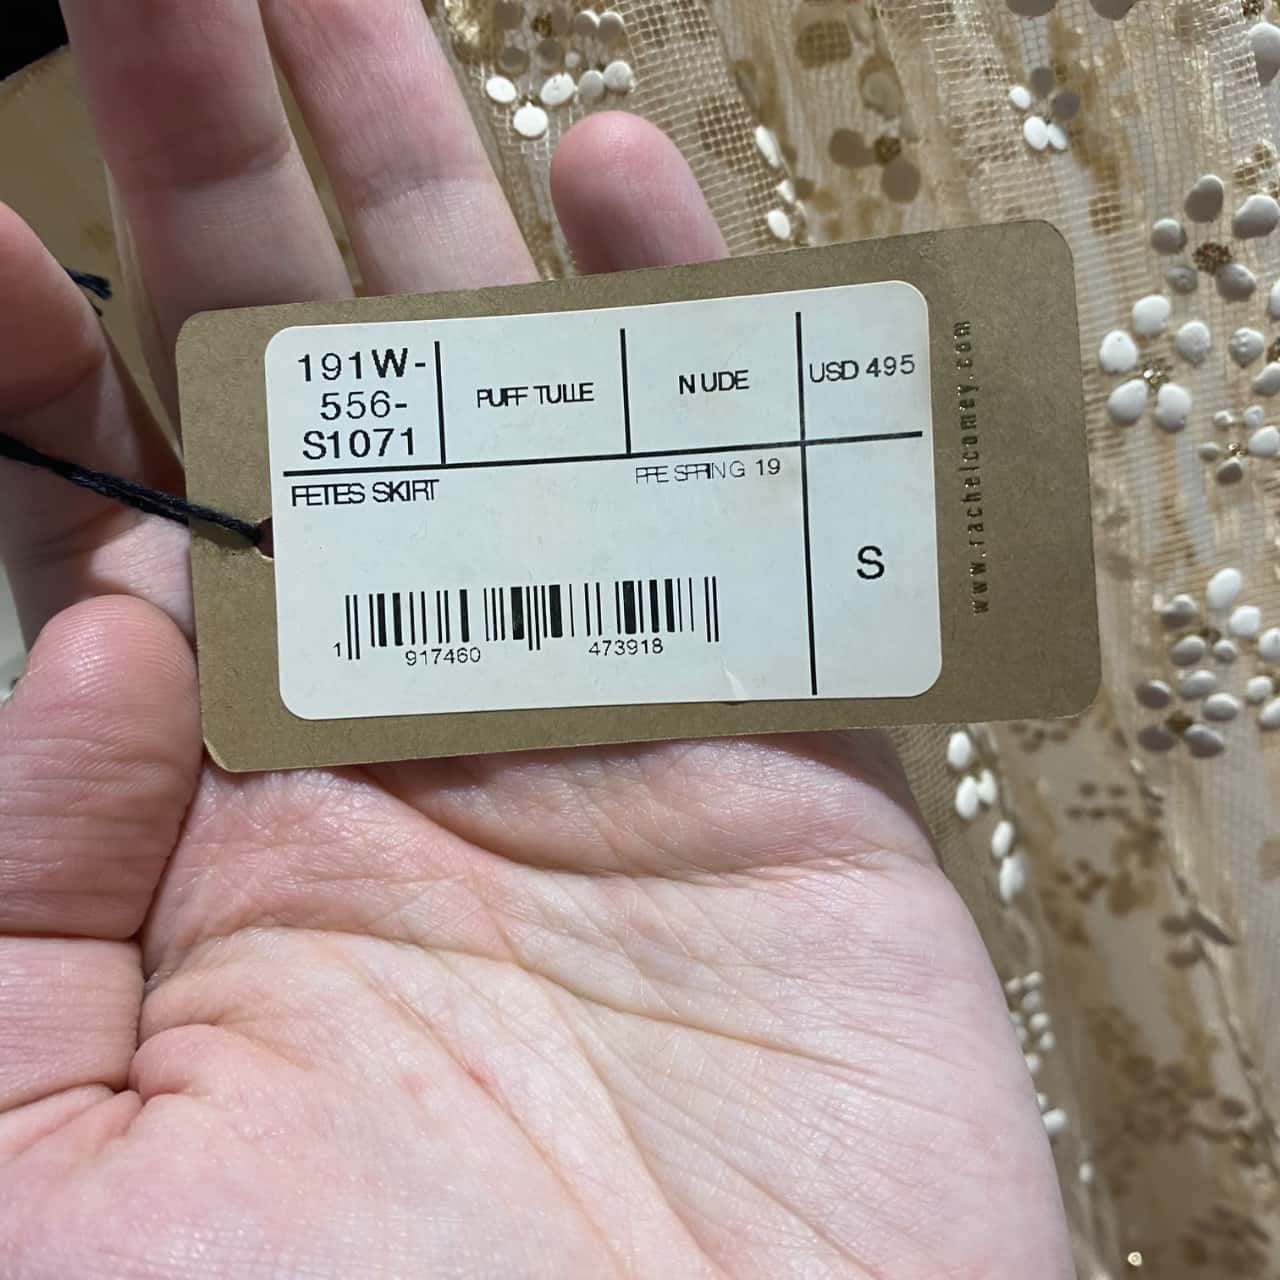 191W-
556-
S1071
PUFF TULLE
NUDE
USD 495
FETES SKIRT
PRE SPRING 19
S
1 917460 473918
www.rachelcomey.com